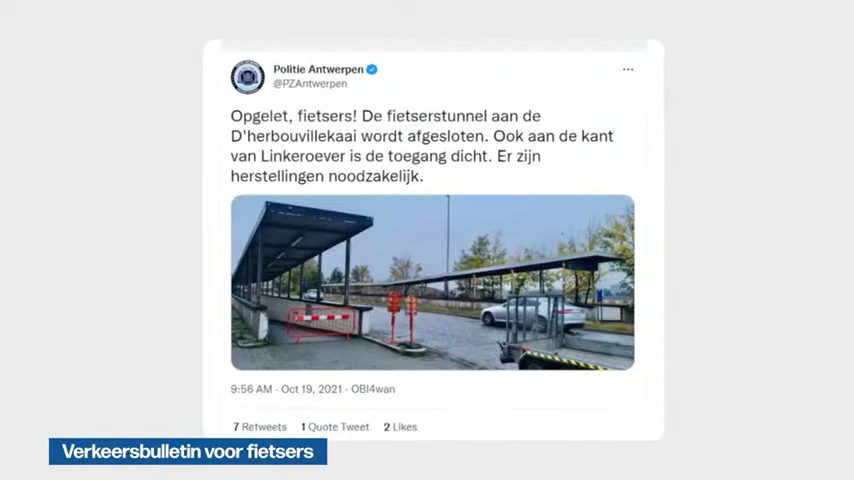 Politie Antwerpen
@PZAntwerpen
Opgelet, fietsers! De fietserstunnel aan de
D'herbouvillekaai wordt afgesloten. Ook aan de kant
van Linkeroever is de toegang dicht. Er zijn
herstellingen noodzakelijk.
9:56 AM · Oct 19, 2021 · OBI4wan
7 Retweets 1 Quote Tweet 2 Likes
Verkeersbulletin voor fietsers